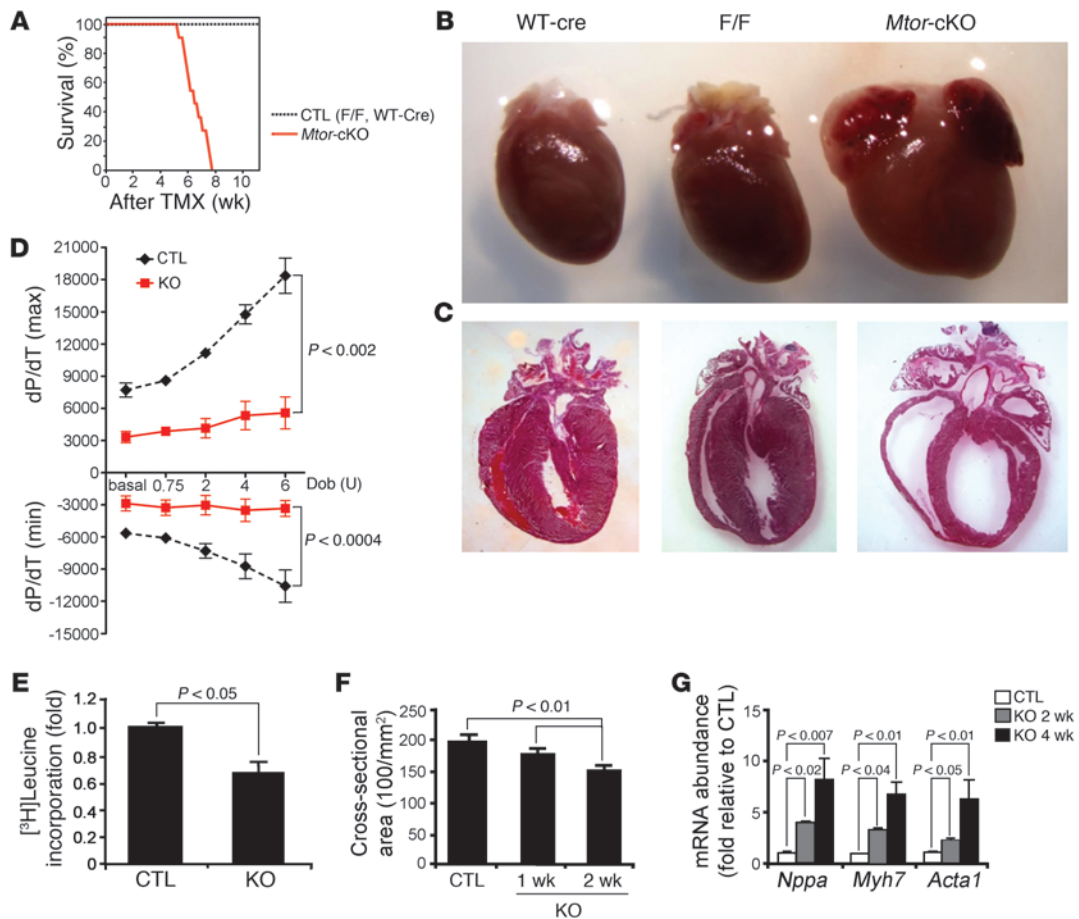 A
100
80
60
40
20
0
Survival (%)
0 2 4 6 8 10
After TMX (wk)
CTL (F/F, WT-Cre)
Mtor-cKO
B
WT-cre F/F Mtor-cKO
C
D
21000
18000
15000
12000
9000
6000
3000
0
dP/dT (max)
CTL
KO
P < 0.002
basal 0.75 2 4 6 Dob (U)
-3000
-6000
-9000
-12000
-15000
dP/dT (min)
P < 0.0004
E
[³H]Leucine
incorporation (fold)
1.2
1.0
0.8
0.6
0.4
0.2
0
P < 0.05
CTL KO
F
Cross-sectional
area (100/mm²)
250
200
150
100
50
0
P < 0.01
CTL 1 wk 2 wk
KO
G
mRNA abundance
(fold relative to CTL)
15
10
5
0
CTL
KO 2 wk
KO 4 wk
P < 0.007 P < 0.01 P < 0.01
P < 0.02 P < 0.04 P < 0.05
Nppa Myh7 Acta1